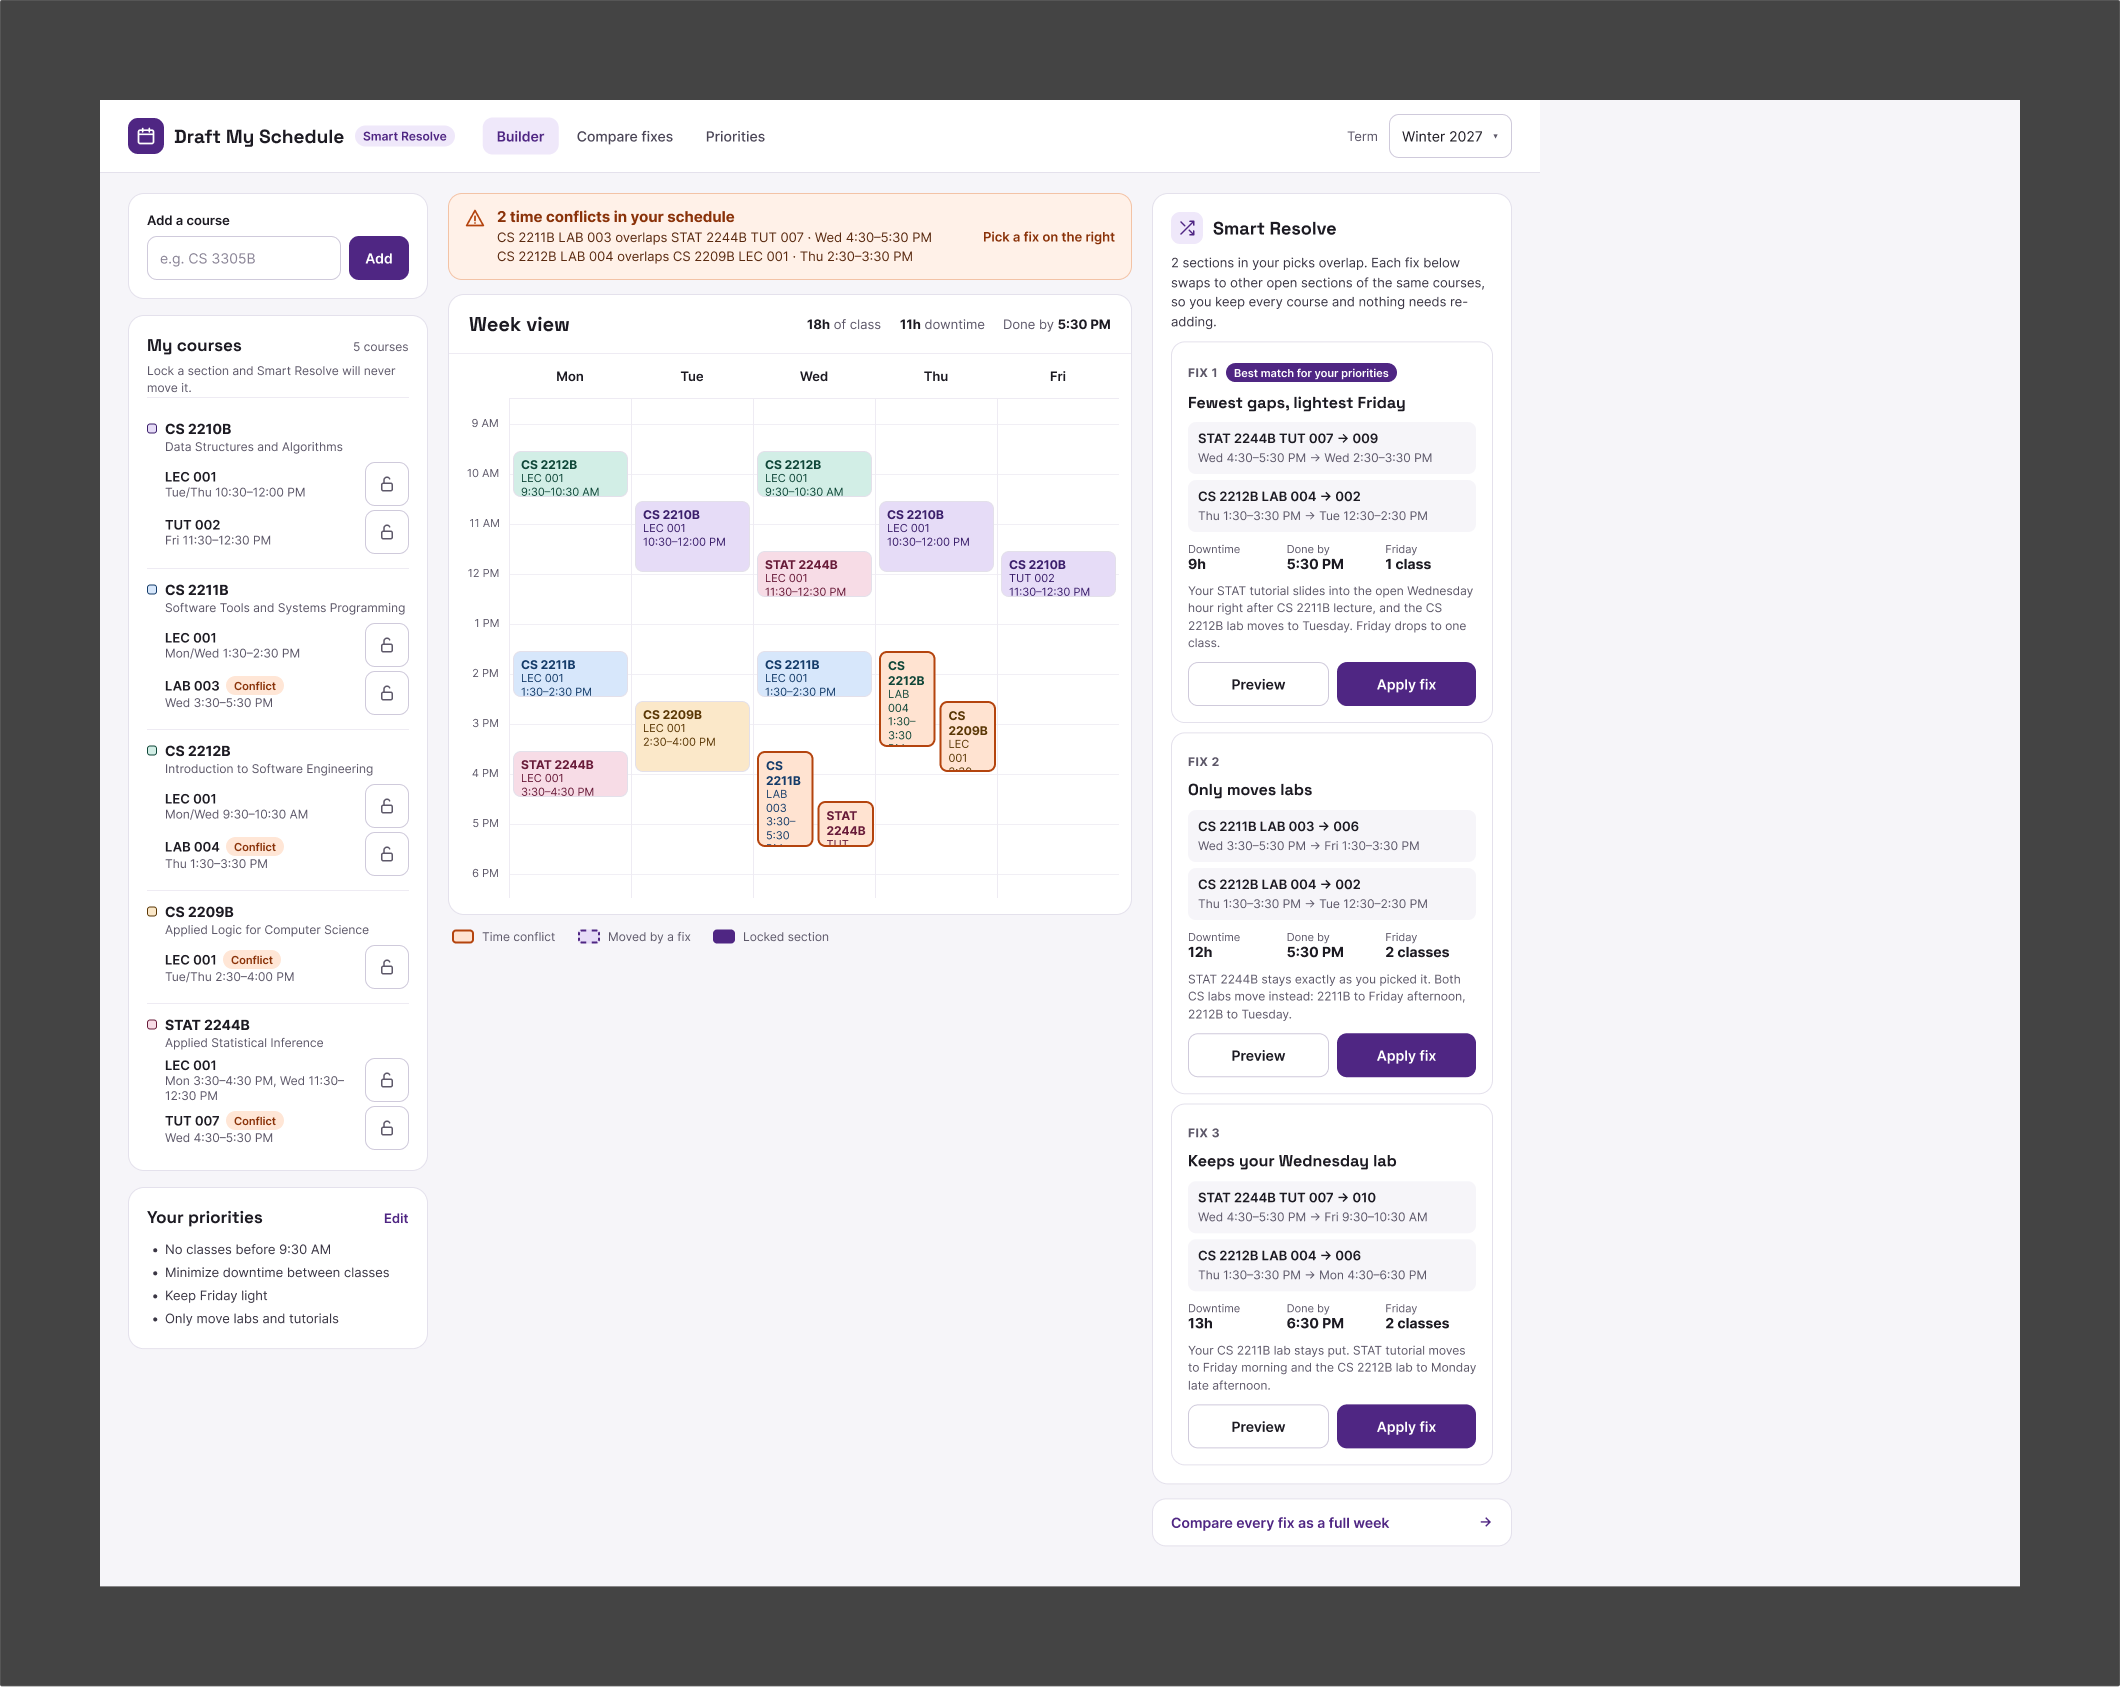 Draft My Schedule
Smart Resolve
Builder
Compare fixes
Priorities
Term
Winter 2027
Add a course
e.g. CS 3305B
Add
My courses
5 courses
Lock a section and Smart Resolve will never
move it.
CS 2210B
Data Structures and Algorithms
LEC 001
Tue/Thu 10:30–12:00 PM
TUT 002
Fri 11:30–12:30 PM
CS 2211B
Software Tools and Systems Programming
LEC 001
Mon/Wed 1:30–2:30 PM
LAB 003 Conflict
Wed 3:30–5:30 PM
CS 2212B
Introduction to Software Engineering
LEC 001
Mon/Wed 9:30–10:30 AM
LAB 004 Conflict
Thu 1:30–3:30 PM
CS 2209B
Applied Logic for Computer Science
LEC 001 Conflict
Tue/Thu 2:30–4:00 PM
STAT 2244B
Applied Statistical Inference
LEC 001
Mon 3:30–4:30 PM, Wed 11:30–
12:30 PM
TUT 007 Conflict
Wed 4:30–5:30 PM
Your priorities
Edit
• No classes before 9:30 AM
• Minimize downtime between classes
• Keep Friday light
• Only move labs and tutorials
2 time conflicts in your schedule
CS 2211B LAB 003 overlaps STAT 2244B TUT 007 · Wed 4:30–5:30 PM
CS 2212B LAB 004 overlaps CS 2209B LEC 001 · Thu 2:30–3:30 PM
Pick a fix on the right
Week view
18h of class
11h downtime
Done by 5:30 PM
Mon
Tue
Wed
Thu
Fri
9 AM
10 AM
11 AM
12 PM
1 PM
2 PM
3 PM
4 PM
5 PM
6 PM
CS 2212B
LEC 001
9:30–10:30 AM
CS 2211B
LEC 001
1:30–2:30 PM
STAT 2244B
LEC 001
3:30–4:30 PM
CS 2210B
LEC 001
10:30–12:00 PM
CS 2209B
LEC 001
2:30–4:00 PM
CS 2212B
LEC 001
9:30–10:30 AM
STAT 2244B
LEC 001
11:30–12:30 PM
CS 2211B
LEC 001
1:30–2:30 PM
CS
2211B
LAB
003
3:30–
5:30
STAT
2244B
TUT
CS 2210B
LEC 001
10:30–12:00 PM
CS
2212B
LAB
004
1:30–
3:30
CS
2209B
LEC
001
CS 2210B
TUT 002
11:30–12:30 PM
Time conflict
Moved by a fix
Locked section
Smart Resolve
2 sections in your picks overlap. Each fix below
swaps to other open sections of the same courses,
so you keep every course and nothing needs re-
adding.
FIX 1 Best match for your priorities
Fewest gaps, lightest Friday
STAT 2244B TUT 007 → 009
Wed 4:30–5:30 PM → Wed 2:30–3:30 PM
CS 2212B LAB 004 → 002
Thu 1:30–3:30 PM → Tue 12:30–2:30 PM
Downtime
9h
Done by
5:30 PM
Friday
1 class
Your STAT tutorial slides into the open Wednesday
hour right after CS 2211B lecture, and the CS
2212B lab moves to Tuesday. Friday drops to one
class.
Preview
Apply fix
FIX 2
Only moves labs
CS 2211B LAB 003 → 006
Wed 3:30–5:30 PM → Fri 1:30–3:30 PM
CS 2212B LAB 004 → 002
Thu 1:30–3:30 PM → Tue 12:30–2:30 PM
Downtime
12h
Done by
5:30 PM
Friday
2 classes
STAT 2244B stays exactly as you picked it. Both
CS labs move instead: 2211B to Friday afternoon,
2212B to Tuesday.
Preview
Apply fix
FIX 3
Keeps your Wednesday lab
STAT 2244B TUT 007 → 010
Wed 4:30–5:30 PM → Fri 9:30–10:30 AM
CS 2212B LAB 004 → 006
Thu 1:30–3:30 PM → Mon 4:30–6:30 PM
Downtime
13h
Done by
6:30 PM
Friday
2 classes
Your CS 2211B lab stays put. STAT tutorial moves
to Friday morning and the CS 2212B lab to Monday
late afternoon.
Preview
Apply fix
Compare every fix as a full week →